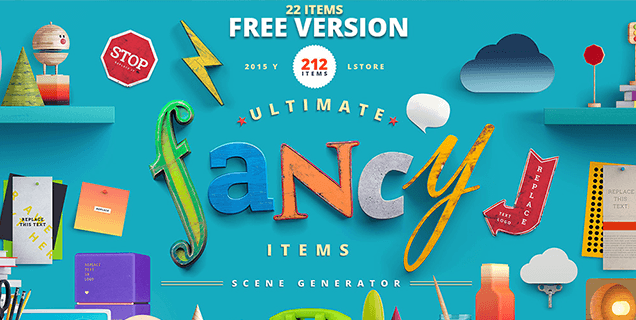 22 ITEMS
FREE VERSION
2015 Y
212
ITEMS
LSTORE
ULTIMATE
fancy
ITEMS
SCENE GENERATOR
STOP
REPLACE
THIS TEXT
REPLACE
REPLACE
TEXT
LOGO
REPLACE
THIS TEXT